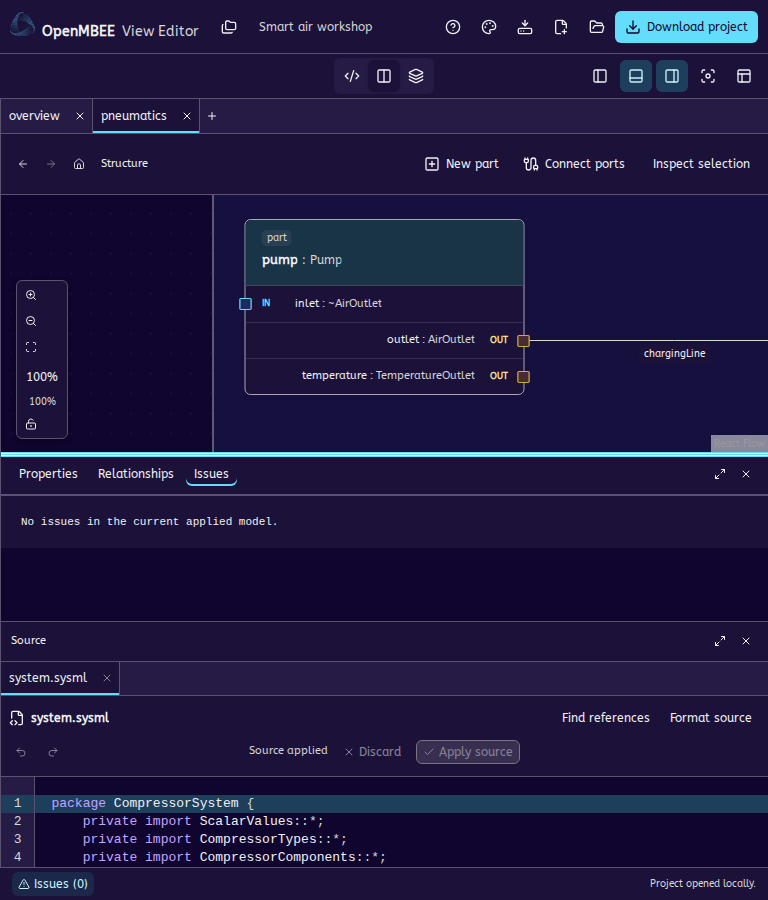 OpenMBEE View Editor
Smart air workshop
Download project
overview
pneumatics
Structure
New part
Connect ports
Inspect selection
part
pump : Pump
IN inlet : ~AirOutlet
outlet : AirOutlet OUT
temperature : TemperatureOutlet OUT
chargingLine
100%
100%
React Flow
Properties Relationships Issues
No issues in the current applied model.
Source
system.sysml
system.sysml
Find references Format source
Source applied
Discard
Apply source
1 package CompressorSystem {
2 private import ScalarValues::*;
3 private import CompressorTypes::*;
4 private import CompressorComponents::*;
Issues (0)
Project opened locally.